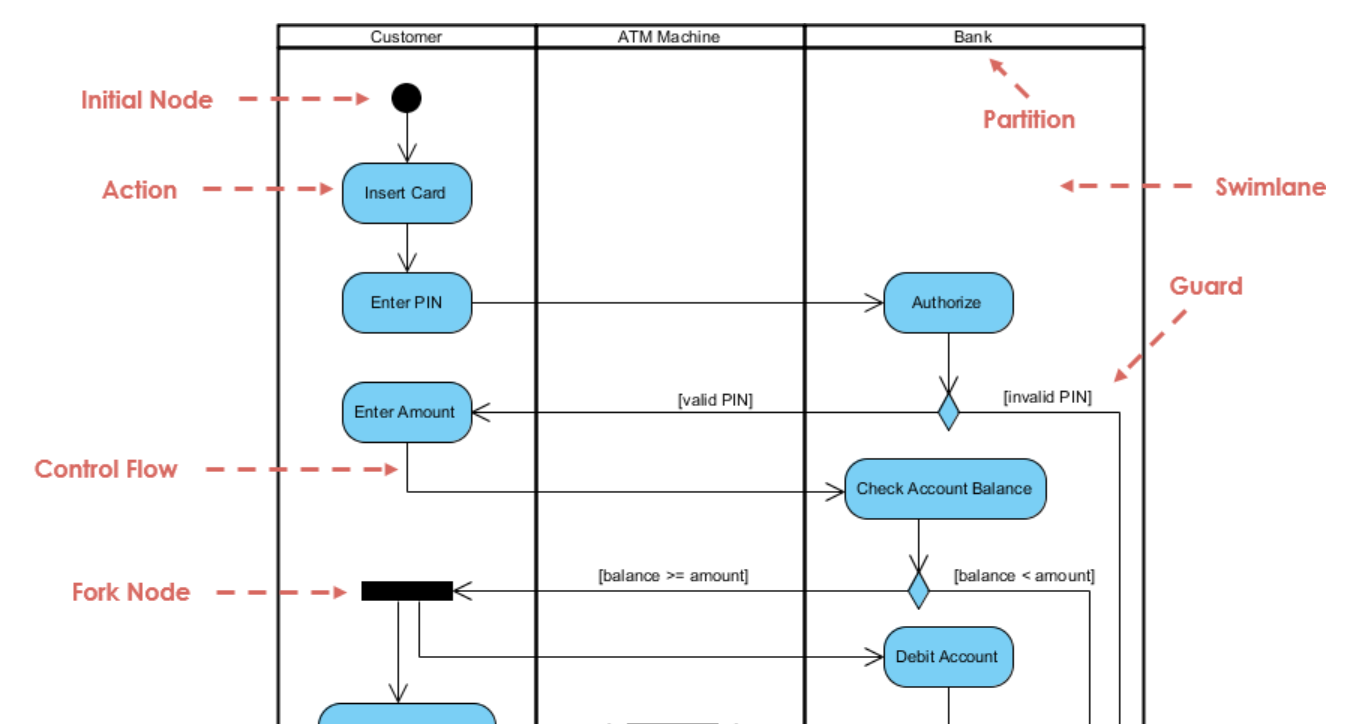 Customer
ATM Machine
Bank
Initial Node
Partition
Action
Insert Card
Swimlane
Enter PIN
Authorize
Guard
Enter Amount
[valid PIN]
[invalid PIN]
Control Flow
Check Account Balance
Fork Node
[balance >= amount]
[balance < amount]
Debit Account